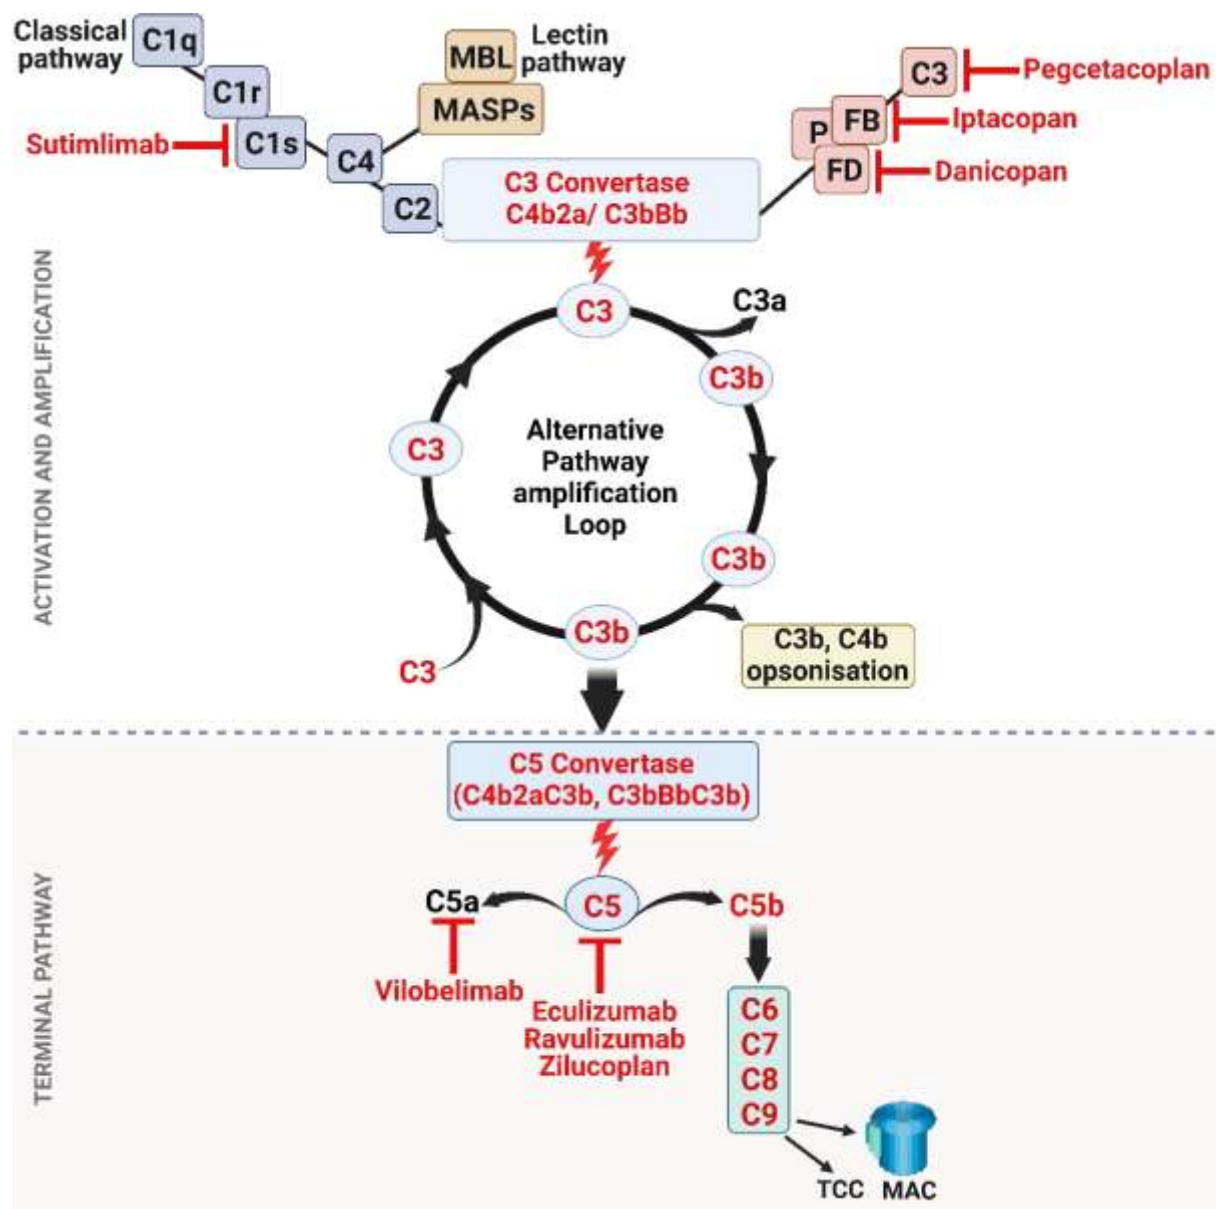 Classical
pathway
C1q
C1r
C1s
Sutimlimab
C4
C2
MBL
Lectin
pathway
MASPs
C3
Pegcetacoplan
P
FB
Iptacopan
FD
Danicopan
C3 Convertase
C4b2a/ C3bBb
ACTIVATION AND AMPLIFICATION
C3
C3a
C3b
C3
Alternative
Pathway
amplification
Loop
C3b
C3b
C3
C3b, C4b
opsonisation
C5 Convertase
(C4b2aC3b, C3bBbC3b)
TERMINAL PATHWAY
C5a
C5
C5b
Vilobelimab
Eculizumab
Ravulizumab
Zilucoplan
C6
C7
C8
C9
TCC
MAC